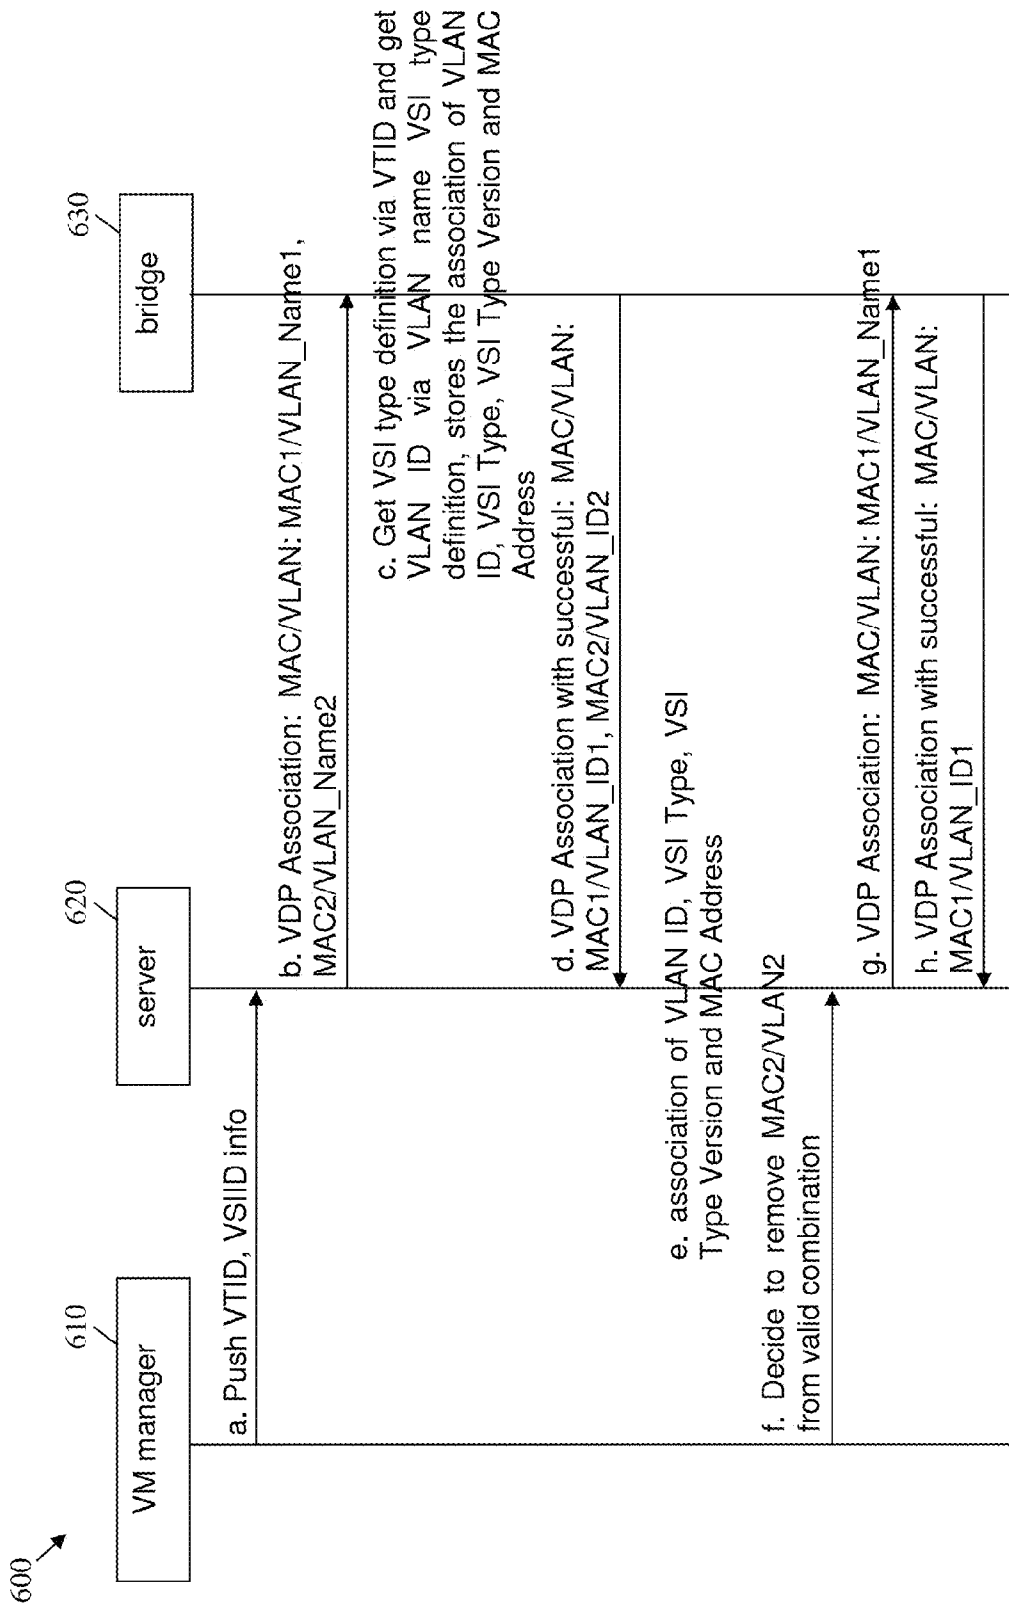 600
VM manager
610
server
620
bridge
630
a. Push VTID, VSIID info
b. VDP Association: MAC/VLAN: MAC1/VLAN_Name1,
MAC2/VLAN_Name2
c. Get VSI type definition via VTID and get
VLAN ID via VLAN name VSI type
definition, stores the association of VLAN
ID, VSI Type, VSI Type Version and MAC
Address
d. VDP Association with successful: MAC/VLAN:
MAC1/VLAN_ID1, MAC2/VLAN_ID2
e. association of VLAN ID, VSI Type, VSI
Type Version and MAC Address
f. Decide to remove MAC2/VLAN2
from valid combination
g. VDP Association: MAC/VLAN: MAC1/VLAN_Name1
h. VDP Association with successful: MAC/VLAN:
MAC1/VLAN_ID1